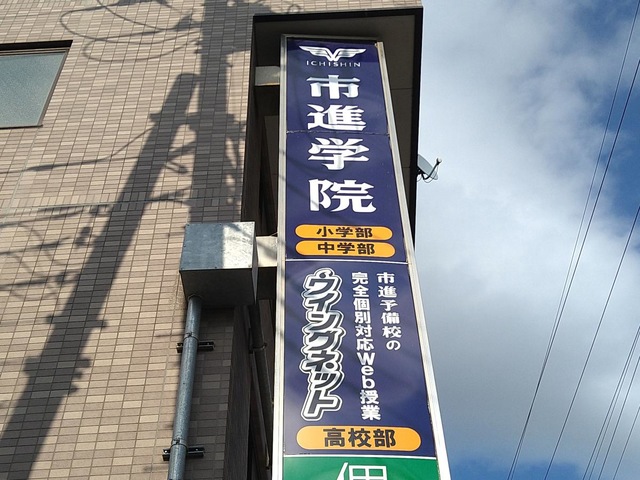 ICHISHIN
市進学院
小学部
中学部
市進予備校の
完全個別対応Web授業
ウイングネット
高校部
個